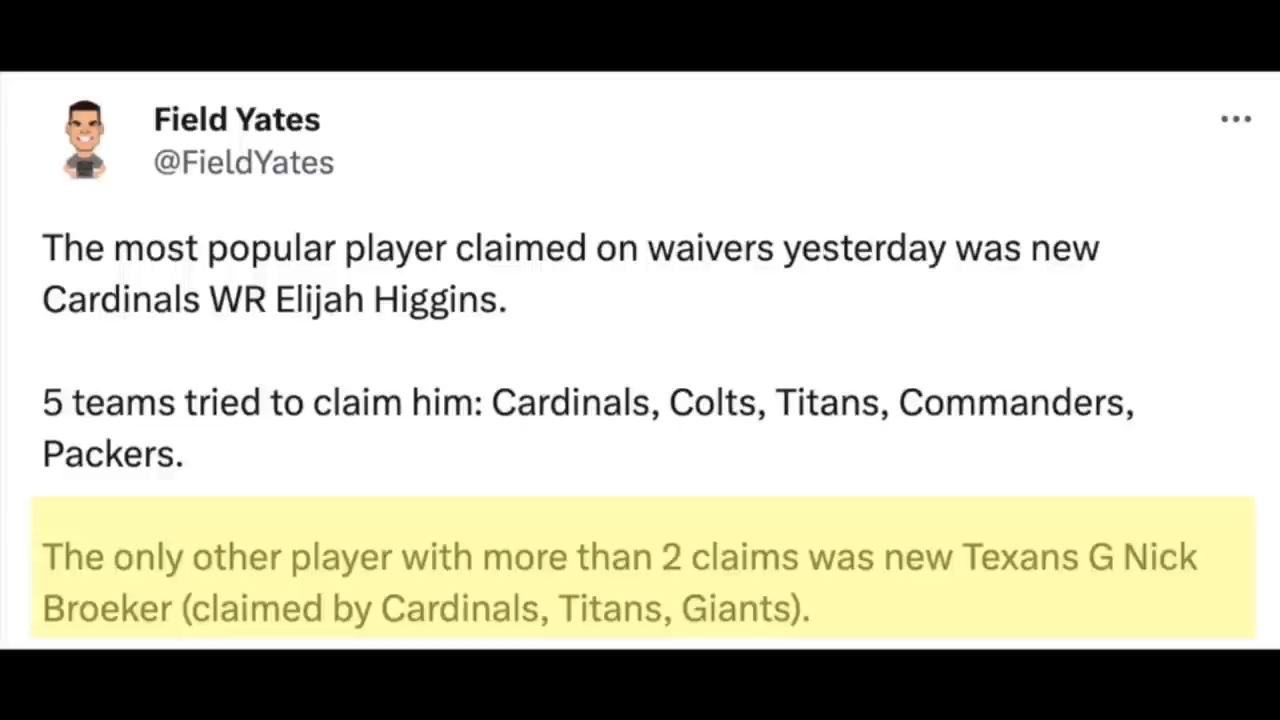 Field Yates
@FieldYates
The most popular player claimed on waivers yesterday was new
Cardinals WR Elijah Higgins.
5 teams tried to claim him: Cardinals, Colts, Titans, Commanders,
Packers.
The only other player with more than 2 claims was new Texans G Nick
Broeker (claimed by Cardinals, Titans, Giants).